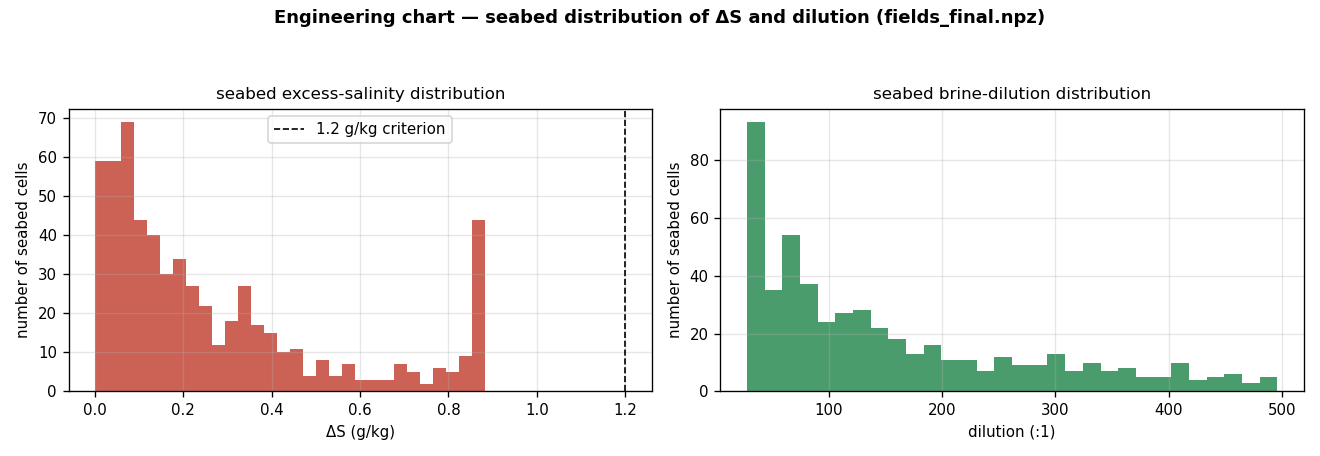 Engineering chart — seabed distribution of ΔS and dilution (fields_final.npz)
seabed excess-salinity distribution
number of seabed cells
70
60
50
40
30
20
10
0
1.2 g/kg criterion
0.0 0.2 0.4 0.6 0.8 1.0 1.2
ΔS (g/kg)
seabed brine-dilution distribution
number of seabed cells
80
60
40
20
0
100 200 300 400 500
dilution (:1)